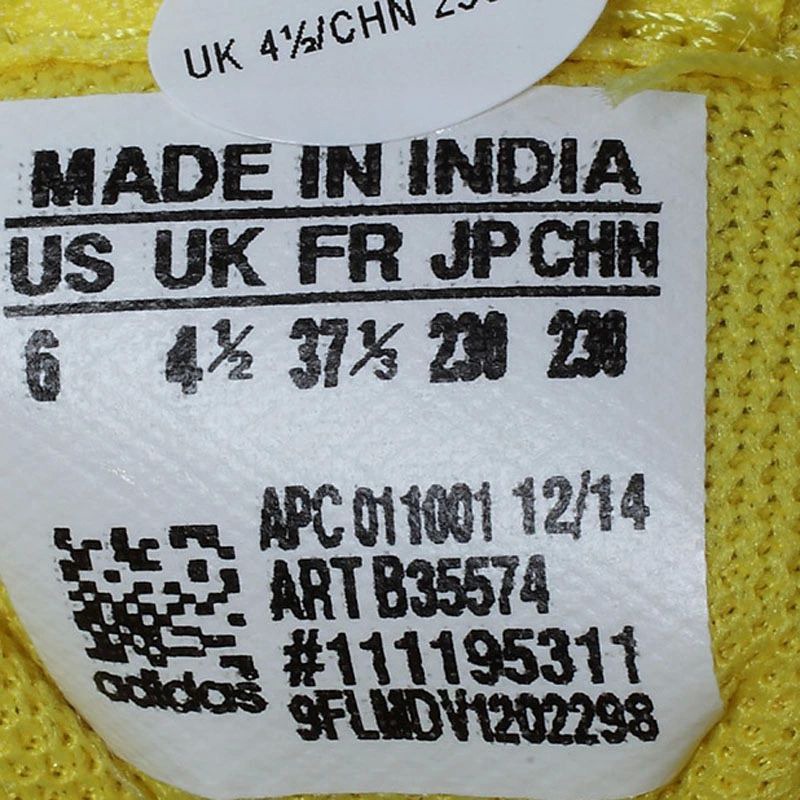 UK 4½/CHN
MADE IN INDIA
US UK FR JP CHN
6 4½ 37⅓ 230 230
APC 011001 12/14
ART B35574
#111195311
adidas 9FLMDV1202298